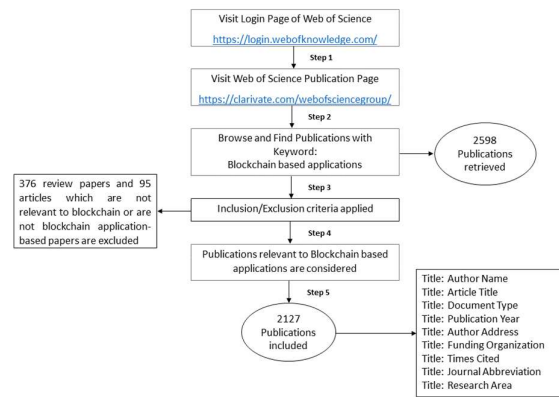 Visit Login Page of Web of Science
https://login.webofknowledge.com/
Step 1
Visit Web of Science Publication Page
https://clarivate.com/webofsciencegroup/
Step 2
Browse and Find Publications with
Keyword:
Blockchain based applications
2598
Publications
retrieved
Step 3
376 review papers and 95
articles which are not
relevant to blockchain or are
not blockchain application-
based papers are excluded
Inclusion/Exclusion criteria applied
Step 4
Publications relevant to Blockchain based
applications are considered
Step 5
2127
Publications
included
Title: Author Name
Title: Article Title
Title: Document Type
Title: Publication Year
Title: Author Address
Title: Funding Organization
Title: Times Cited
Title: Journal Abbreviation
Title: Research Area